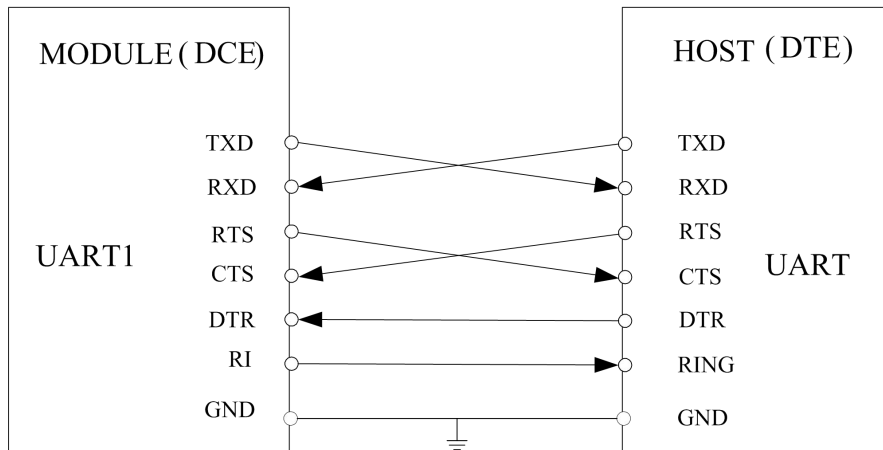 MODULE ( DCE)
HOST ( DTE)
TXD
TXD
RXD
RXD
RTS
RTS
UART1
UART
CTS
CTS
DTR
DTR
RI
RING
GND
GND